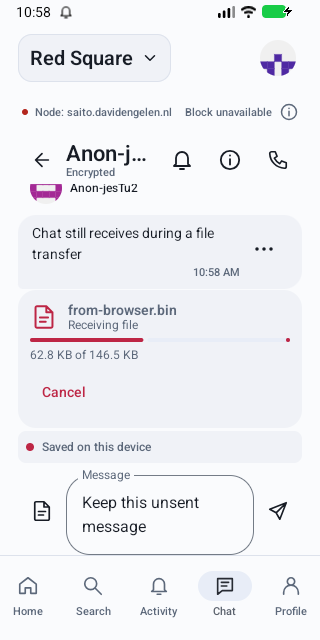 10:58
Red Square
Node: saito.davidengelen.nl Block unavailable
Anon-j...
Encrypted
Anon-jesTu2
Chat still receives during a file
transfer
10:58 AM
from-browser.bin
Receiving file
62.8 KB of 146.5 KB
Cancel
Saved on this device
Message
Keep this unsent
message
Home Search Activity Chat Profile